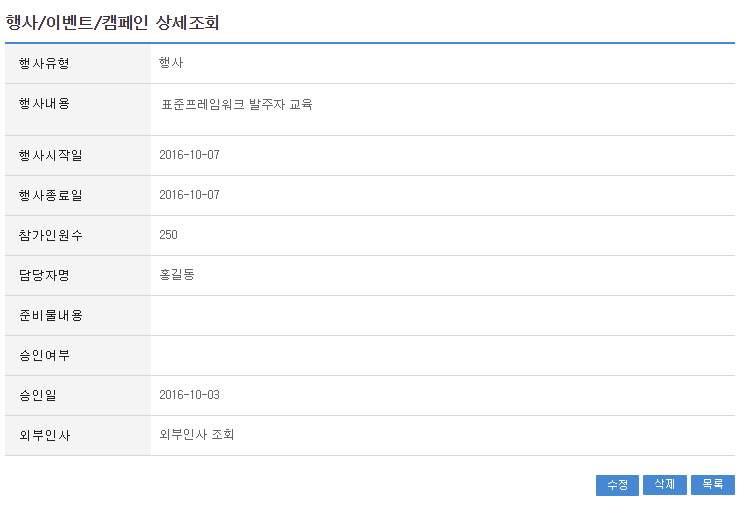 행사/이벤트/캠페인 상세조회
행사유형 행사
행사내용 표준프레임워크 발주자 교육
행사시작일 2016-10-07
행사종료일 2016-10-07
참가인원수 250
담당자명 홍길동
준비물내용
승인여부
승인일 2016-10-03
외부인사 외부인사 조회
수정 삭제 목록